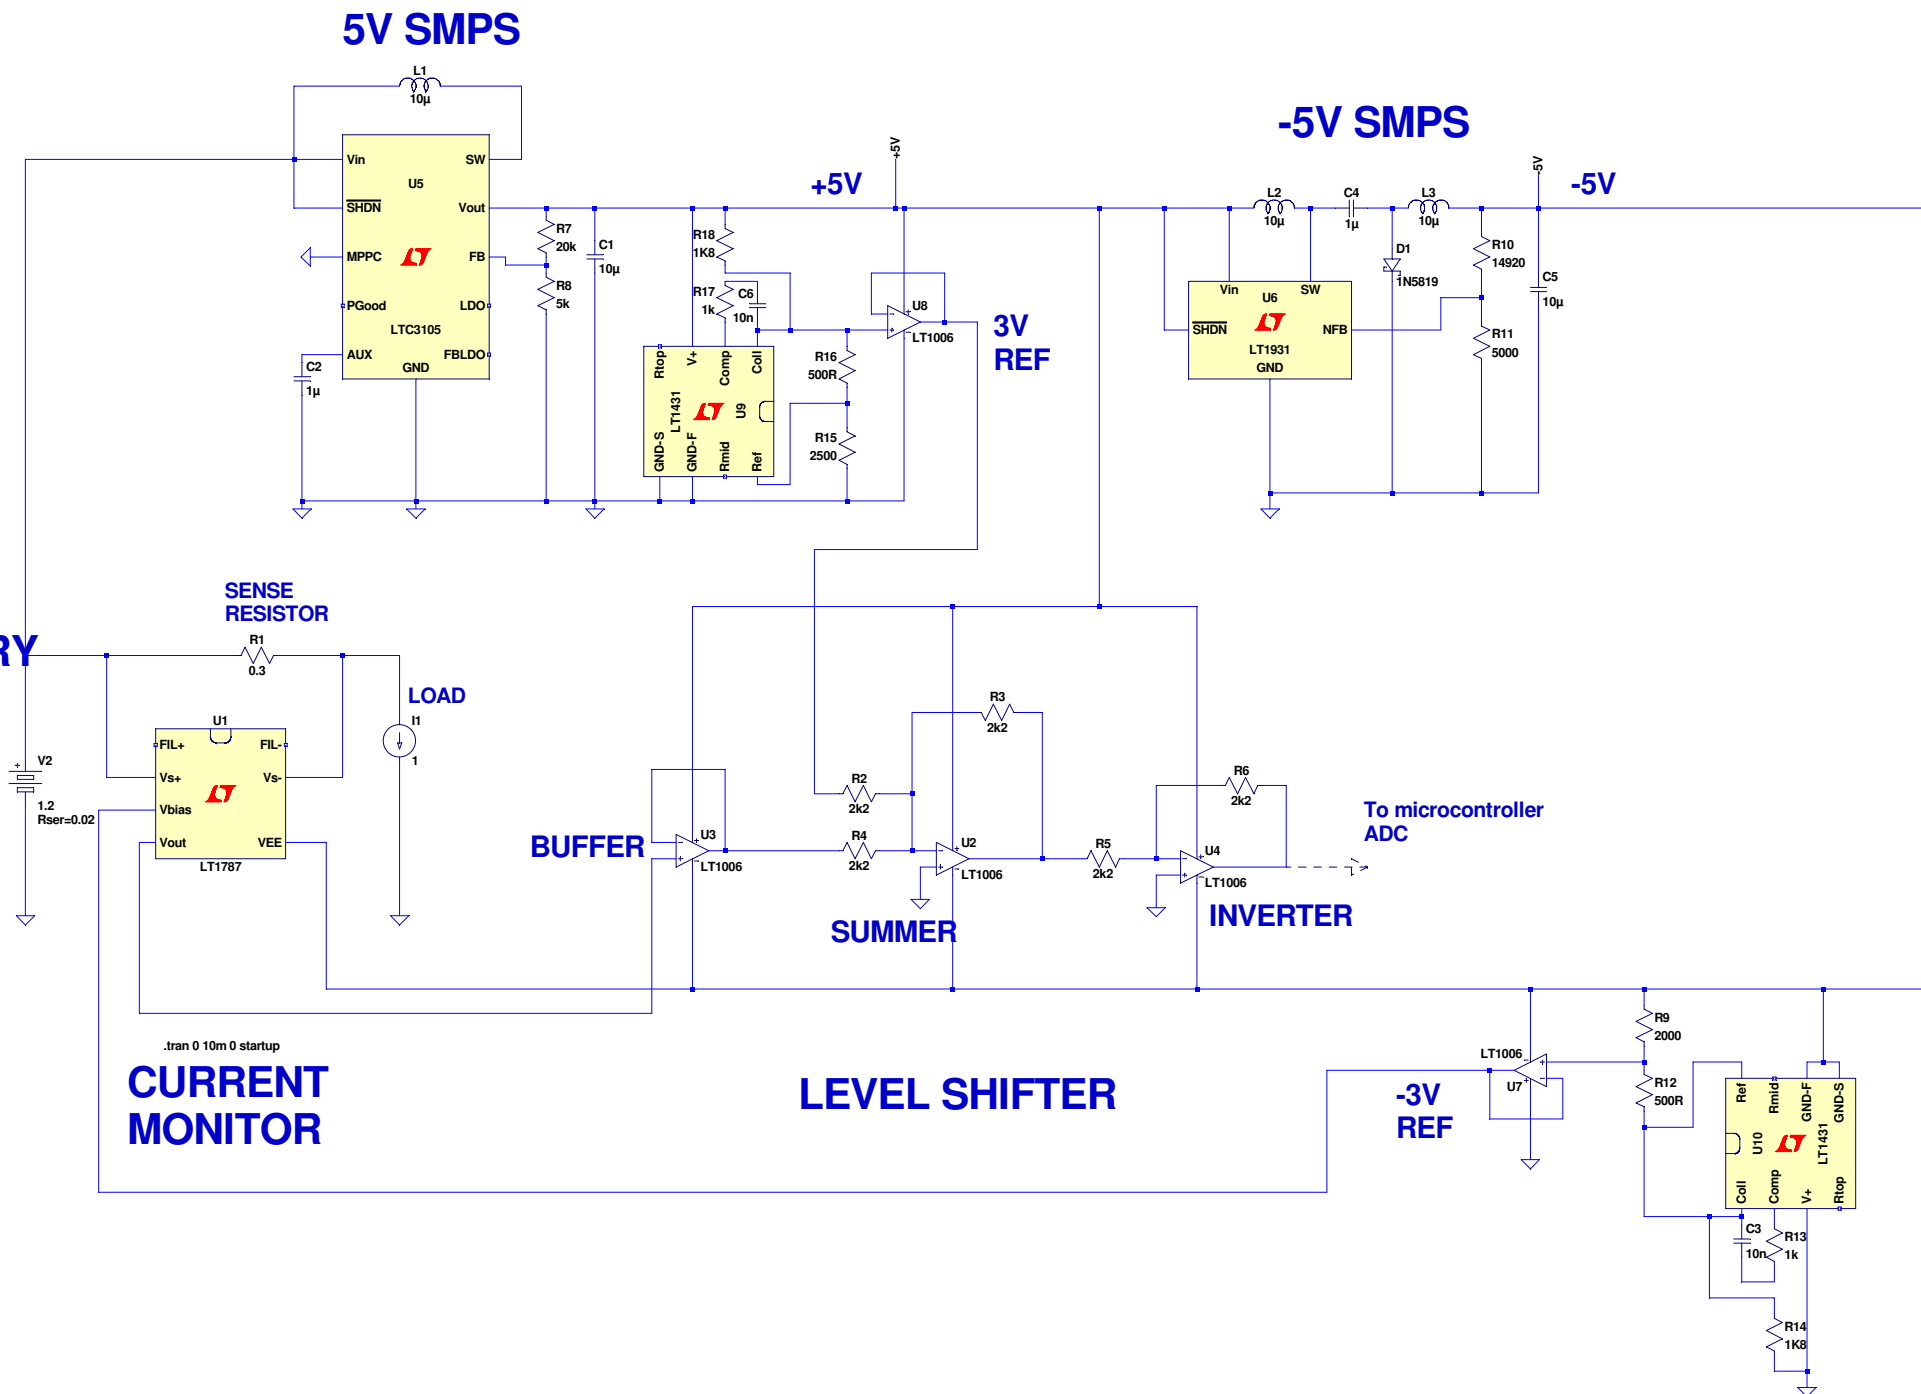 5V SMPS
L1
10µ
Vin
SW
U5
SHDN
Vout
MPPC
FB
PGood
LDO
LTC3105
AUX
FBLDO
GND
C2
1µ
R7
20k
R8
5k
C1
10µ
+5V
+5V
R18
1K8
R17
1k
C6
10n
Rtop
V+
Comp
Coll
LT1431
U9
GND-S
GND-F
Rmid
Ref
R16
500R
R15
2500
U8
LT1006
3V
REF
-5V SMPS
-5V
-5V
L2
10µ
C4
1µ
L3
10µ
D1
1N5819
R10
14920
R11
5000
C5
10µ
Vin
SW
U6
SHDN
NFB
LT1931
GND
SENSE
RESISTOR
RY
R1
0.3
LOAD
I1
1
V2
1.2
Rser=0.02
U1
FIL+
FIL-
Vs+
Vs-
Vbias
Vout
VEE
LT1787
BUFFER
U3
LT1006
R2
2k2
R4
2k2
R3
2k2
U2
LT1006
SUMMER
R5
2k2
R6
2k2
U4
LT1006
INVERTER
To microcontroller
ADC
.tran 0 10m 0 startup
CURRENT
MONITOR
LEVEL SHIFTER
-3V
REF
LT1006
U7
R9
2000
R12
500R
Ref
Rmid
GND-F
GND-S
U10
LT1431
Coll
Comp
V+
Rtop
C3
10n
R13
1k
R14
1K8